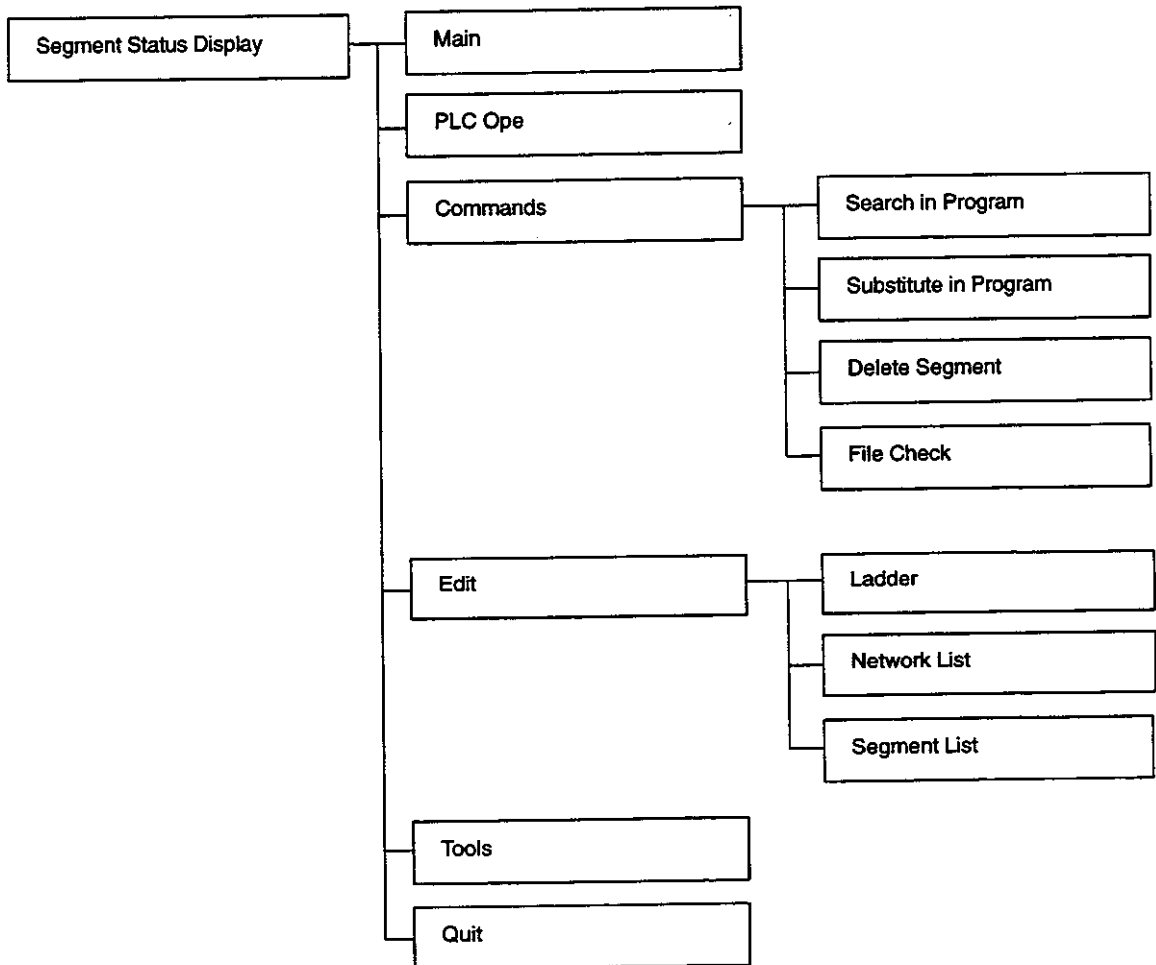 Segment Status Display
Main
PLC Ope
Commands
Search in Program
Substitute in Program
Delete Segment
File Check
Edit
Ladder
Network List
Segment List
Tools
Quit